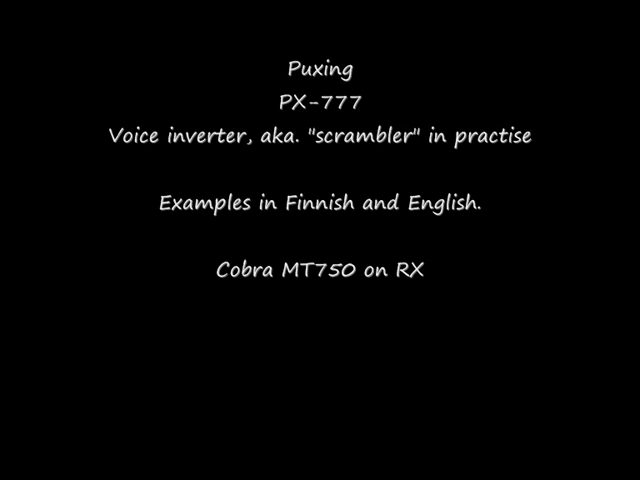 Puxing
PX-777
Voice inverter, aka. "scrambler" in practise
Examples in Finnish and English.
Cobra MT750 on RX